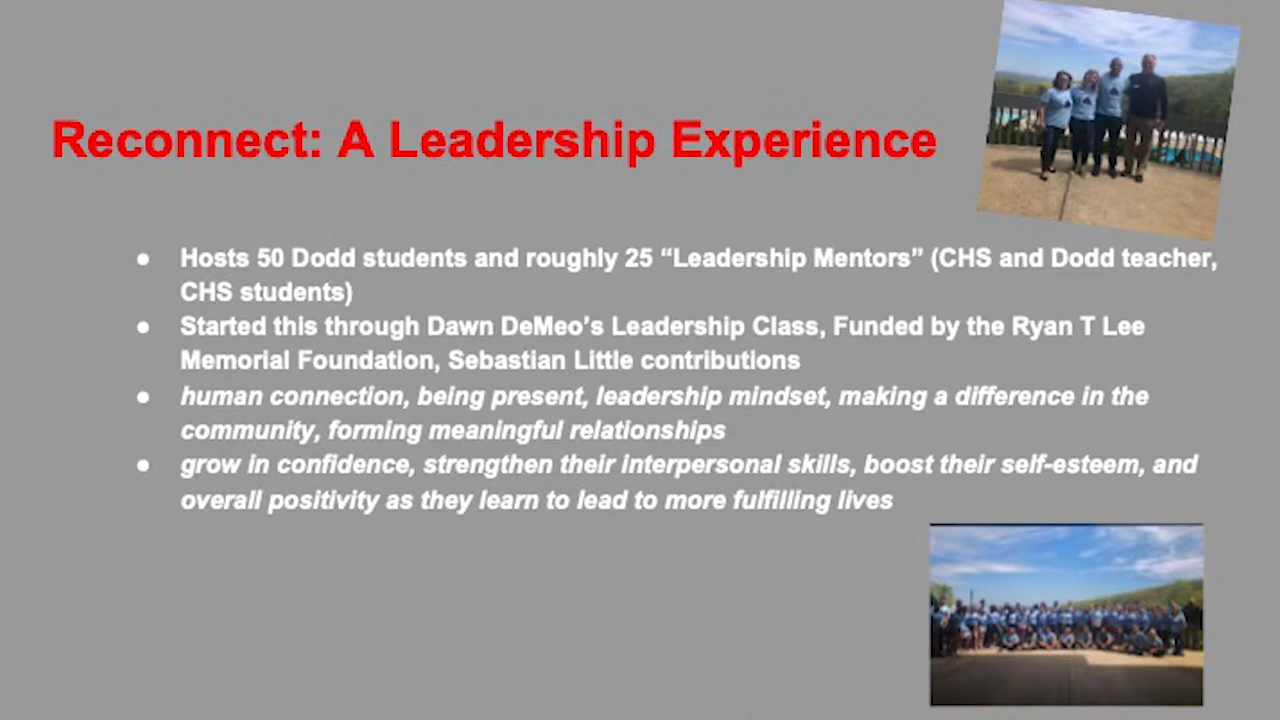 Reconnect: A Leadership Experience
● Hosts 50 Dodd students and roughly 25 “Leadership Mentors” (CHS and Dodd teacher,
CHS students)
● Started this through Dawn DeMeo’s Leadership Class, Funded by the Ryan T Lee
Memorial Foundation, Sebastian Little contributions
● human connection, being present, leadership mindset, making a difference in the
community, forming meaningful relationships
● grow in confidence, strengthen their interpersonal skills, boost their self-esteem, and
overall positivity as they learn to lead to more fulfilling lives